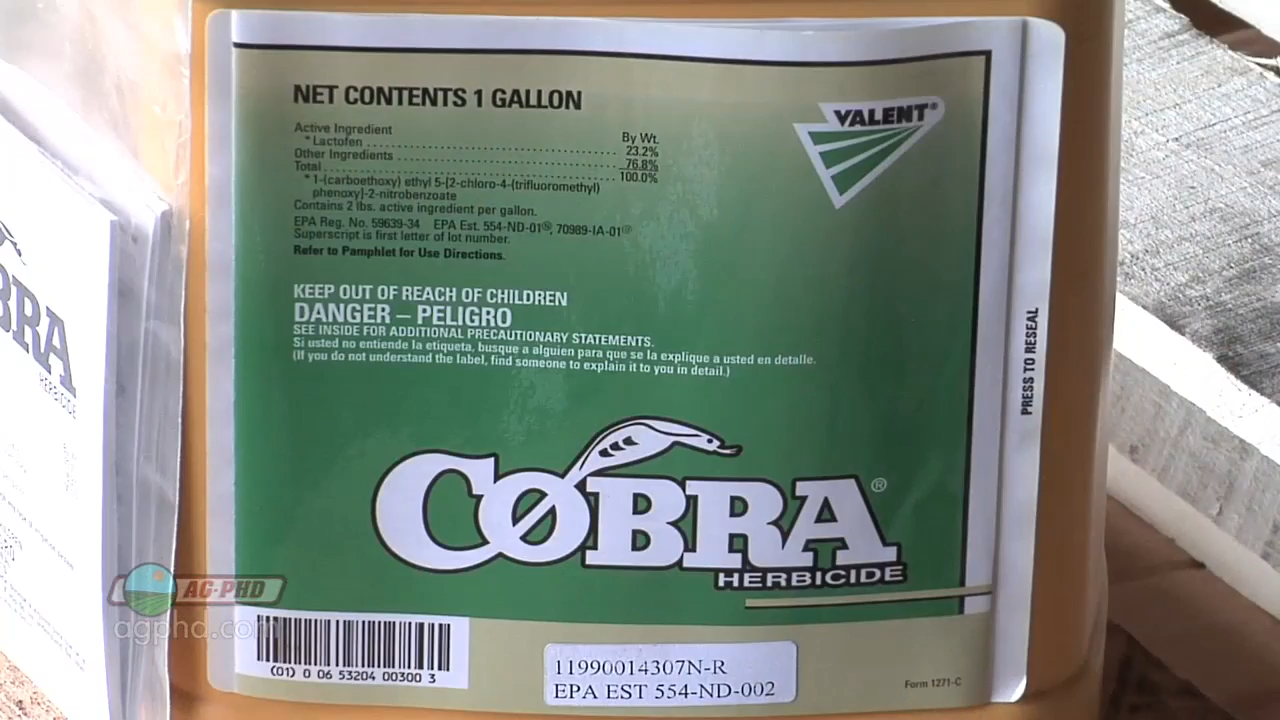 NET CONTENTS 1 GALLON
VALENT®
Active Ingredient By Wt.
* Lactofen 23.2%
Other Ingredients 76.8%
Total 100.0%
* 1-(carboethoxy) ethyl 5-[2-chloro-4-(trifluoromethyl)
phenoxy]-2-nitrobenzoate
Contains 2 lbs. active ingredient per gallon.
EPA Reg. No. 59639-34 EPA Est. 554-ND-01, 70989-IA-01
Superscript is first letter of lot number.
Refer to Pamphlet for Use Directions.
KEEP OUT OF REACH OF CHILDREN
DANGER – PELIGRO
SEE INSIDE FOR ADDITIONAL PRECAUTIONARY STATEMENTS.
Si usted no entiende la etiqueta, busque a alguien para que se la explique a usted en detalle.
(If you do not understand the label, find someone to explain it to you in detail.)
PRESS TO RESEAL
COBRA®
HERBICIDE
BRA
HERBICIDE
AG-PHD
agphd.com
(01) 0 06 53204 00300 3
11990014307N-R
EPA EST 554-ND-002
Form 1271-C